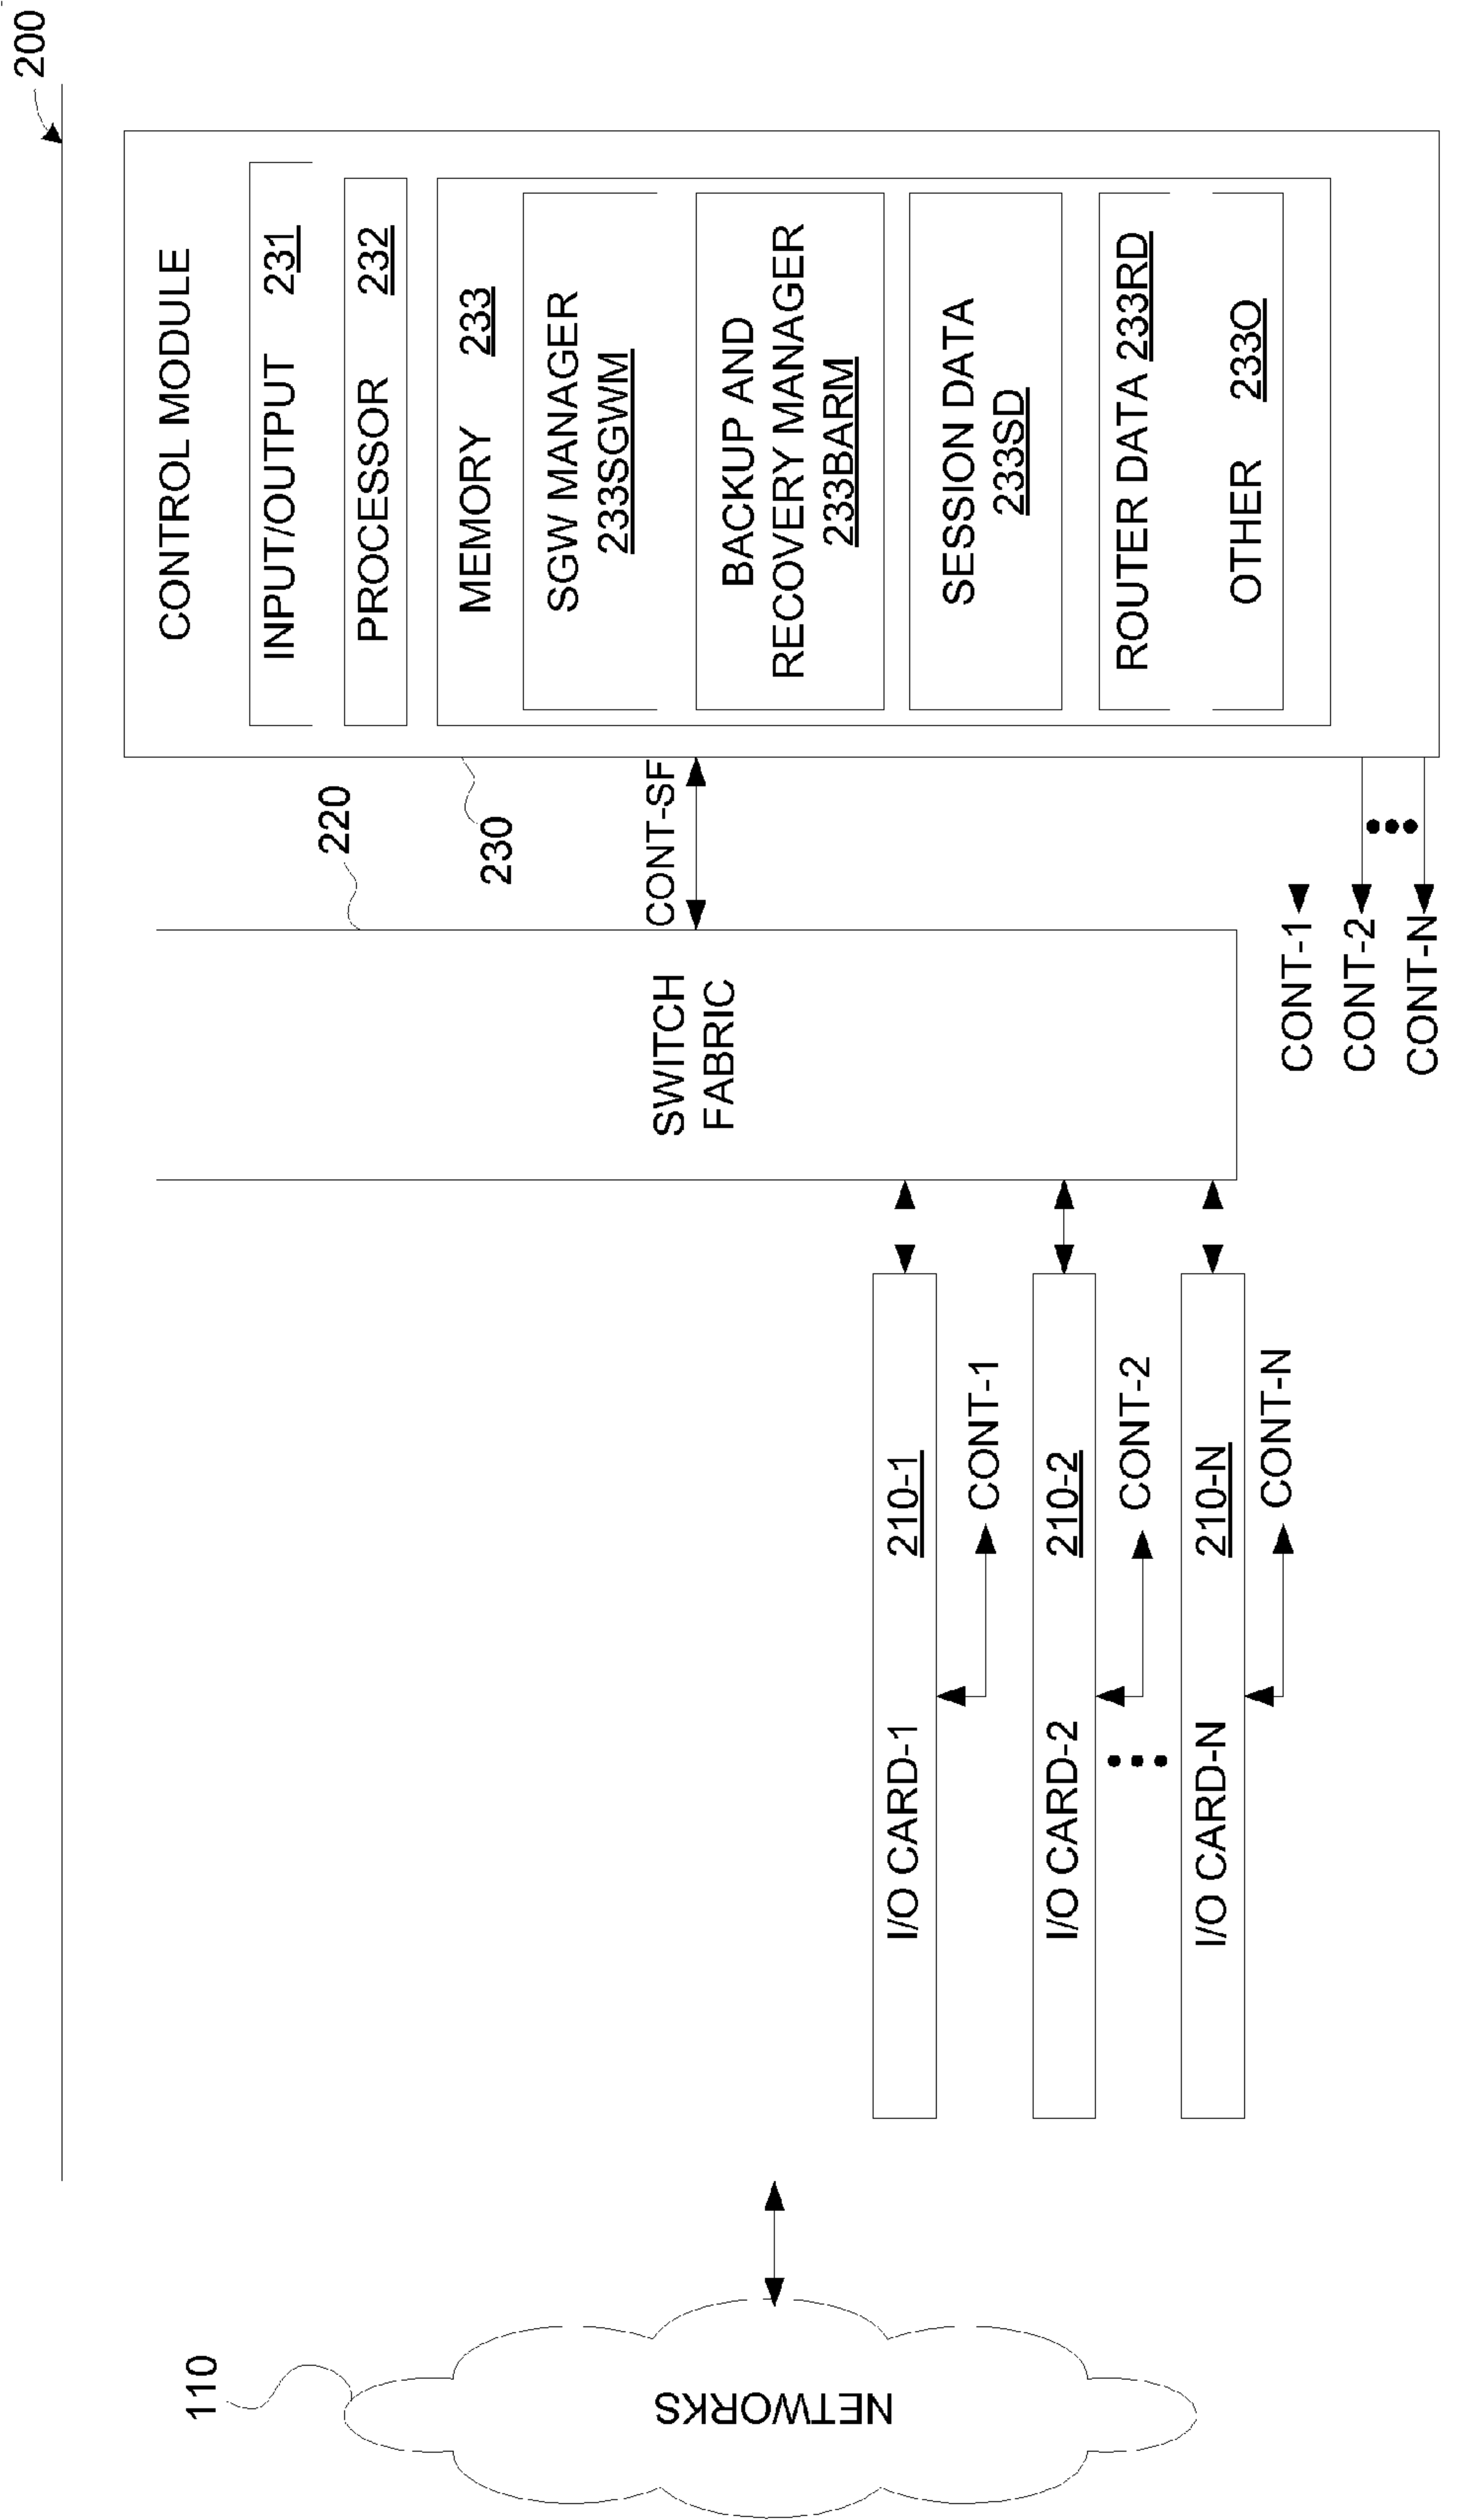 200
CONTROL MODULE
INPUT/OUTPUT 231
PROCESSOR 232
MEMORY 233
SGW MANAGER
233SGWM
BACKUP AND
RECOVERY MANAGER
233BARM
SESSION DATA
233SD
ROUTER DATA 233RD
OTHER 233O
220
230
CONT-SF
SWITCH
FABRIC
CONT-1
CONT-2
CONT-N
I/O CARD-1 210-1
CONT-1
I/O CARD-2 210-2
CONT-2
I/O CARD-N 210-N
CONT-N
110
NETWORKS